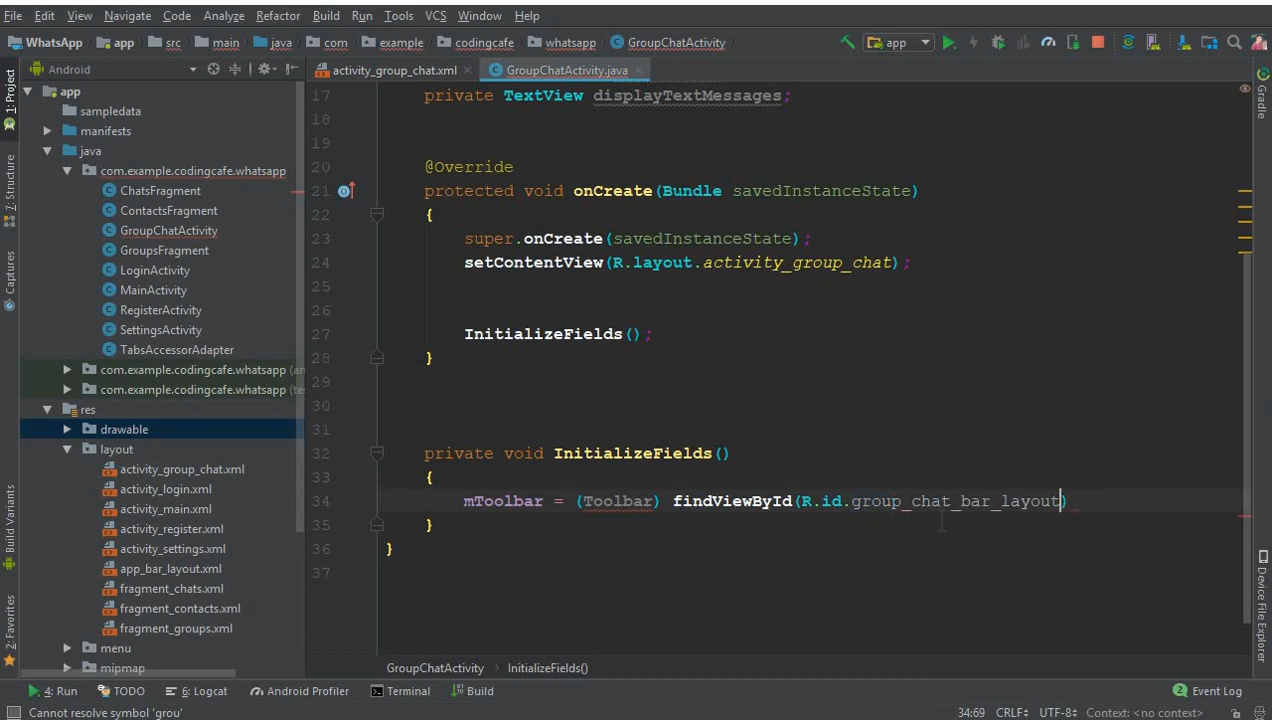 File Edit View Navigate Code Analyze Refactor Build Run Tools VCS Window Help
WhatsApp app src main java com example codingcafe whatsapp GroupChatActivity app
Android activity_group_chat.xml GroupChatActivity.java
1: Project
7: Structure
Captures
Build Variants
2: Favorites
app
sampledata
manifests
java
com.example.codingcafe.whatsapp
ChatsFragment
ContactsFragment
GroupChatActivity
GroupsFragment
LoginActivity
MainActivity
RegisterActivity
SettingsActivity
TabsAccessorAdapter
com.example.codingcafe.whatsapp (an
com.example.codingcafe.whatsapp (te
res
drawable
layout
activity_group_chat.xml
activity_login.xml
activity_main.xml
activity_register.xml
activity_settings.xml
app_bar_layout.xml
fragment_chats.xml
fragment_contacts.xml
fragment_groups.xml
menu
mipmap
17 private TextView displayTextMessages;
18
19
20 @Override
21 protected void onCreate(Bundle savedInstanceState)
22 {
23 super.onCreate(savedInstanceState);
24 setContentView(R.layout.activity_group_chat);
25
26
27 InitializeFields();
28 }
29
30
31
32 private void InitializeFields()
33 {
34 mToolbar = (Toolbar) findViewById(R.id.group_chat_bar_layout)
35 }
36 }
37
GroupChatActivity InitializeFields()
Gradle
Device File Explorer
4: Run TODO 6: Logcat Android Profiler Terminal Build 2 Event Log
Cannot resolve symbol 'grou' 34:69 CRLF UTF-8 Context: <no context>